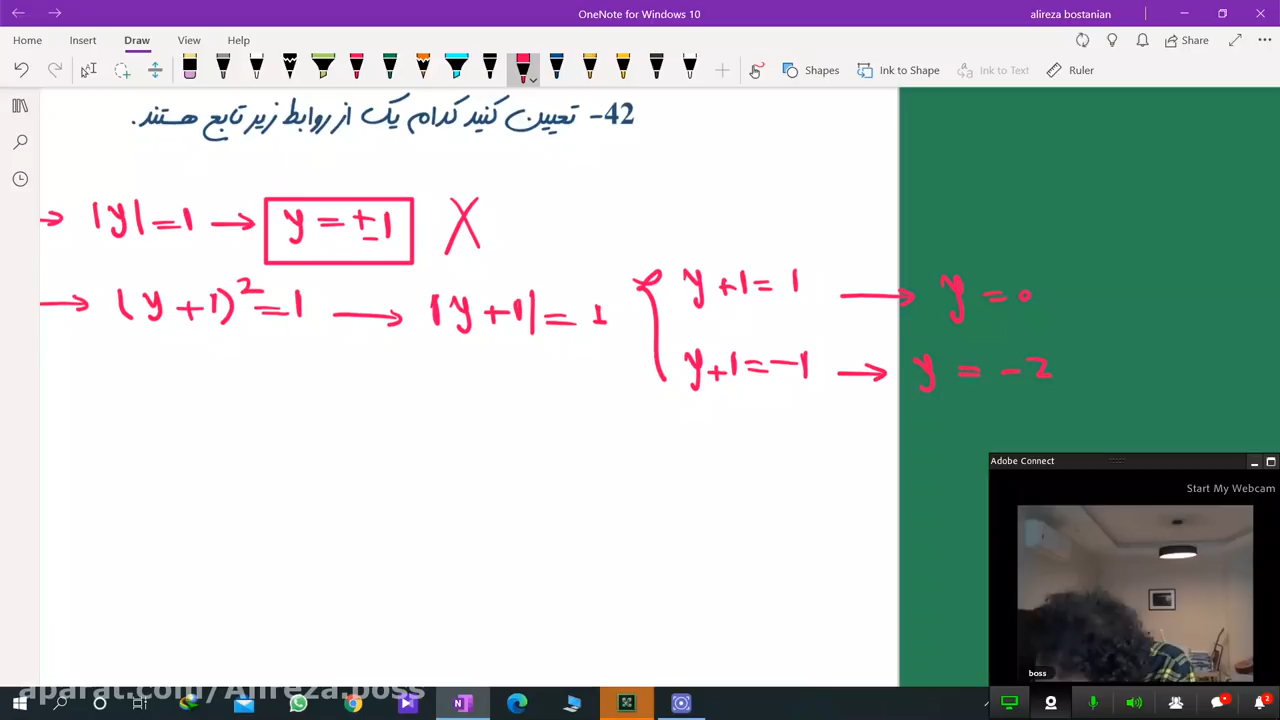 OneNote for Windows 10
alireza bostanian
Home Insert Draw View Help
Share
Shapes Ink to Shape Ink to Text Ruler
42- تعیین کنید کدام یک از روابط زیر تابع هستند.
→ |y| = 1 → y = ±1 X
→ (y+1)² = 1 → |y+1| = 1
y+1 = 1 → y = 0
y+1 = -1 → y = -2
Adobe Connect
Start My Webcam
boss
aparat.com/Alireza.boss
2